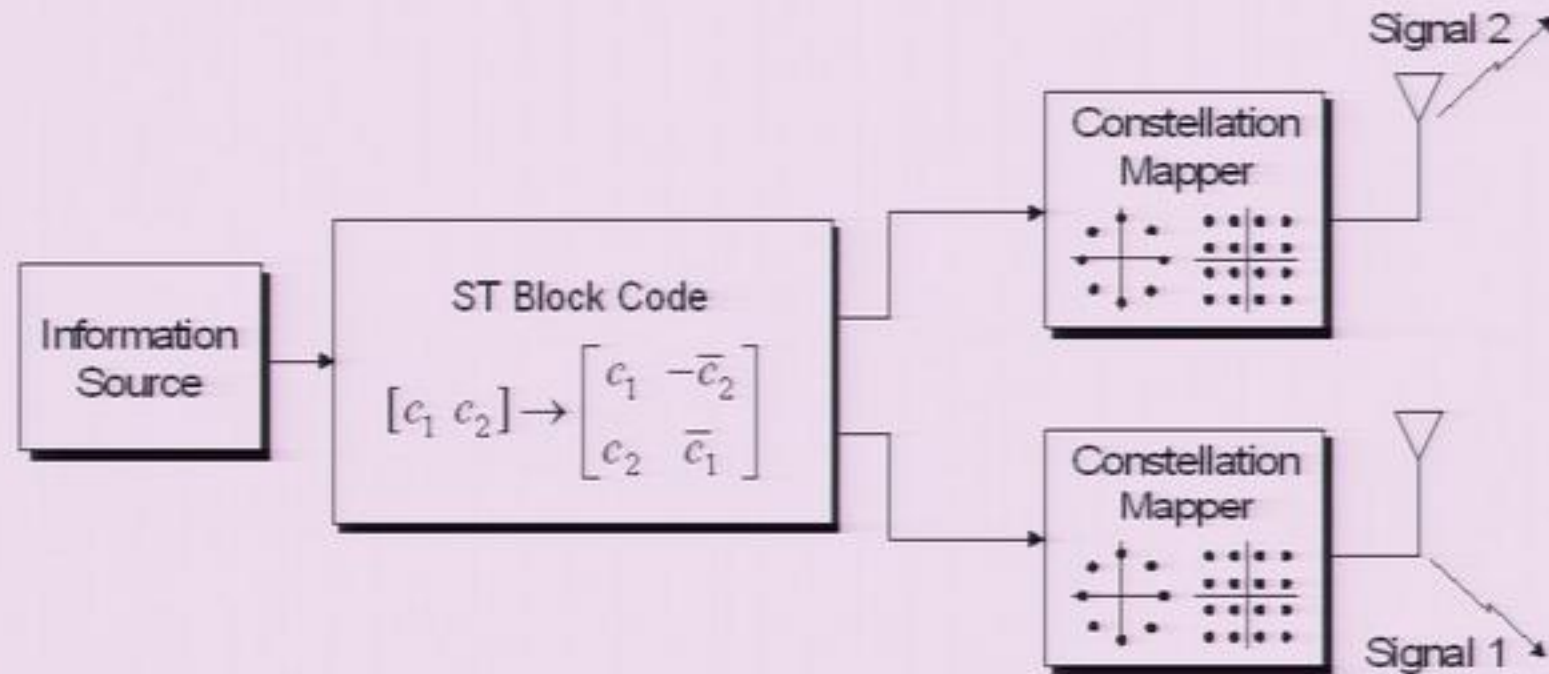 Information
Source
ST Block Code
[c₁ c₂] → [c₁ -c̅₂
c₂ c̅₁]
Constellation
Mapper
Signal 2
Constellation
Mapper
Signal 1